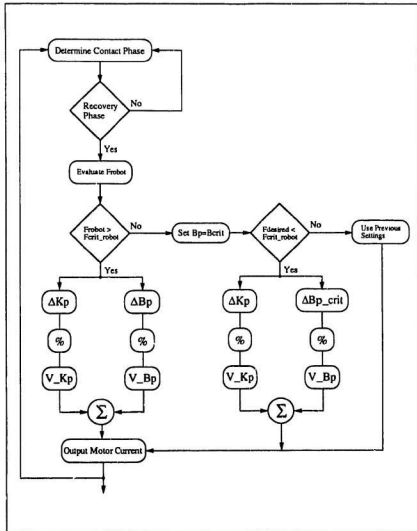 Determine Contact Phase
Recovery
Phase
No
Yes
Evaluate Frobot
Frobot >
Fcrit_robot
No
Set Bp=Bcrit
Fdesired <
Fcrit_robot
No
Use Previous
Settings
Yes
Yes
ΔKp
ΔBp
ΔKp
ΔBp_crit
%
%
%
%
V_Kp
V_Bp
V_Kp
V_Bp
Σ
Σ
Output Motor Current